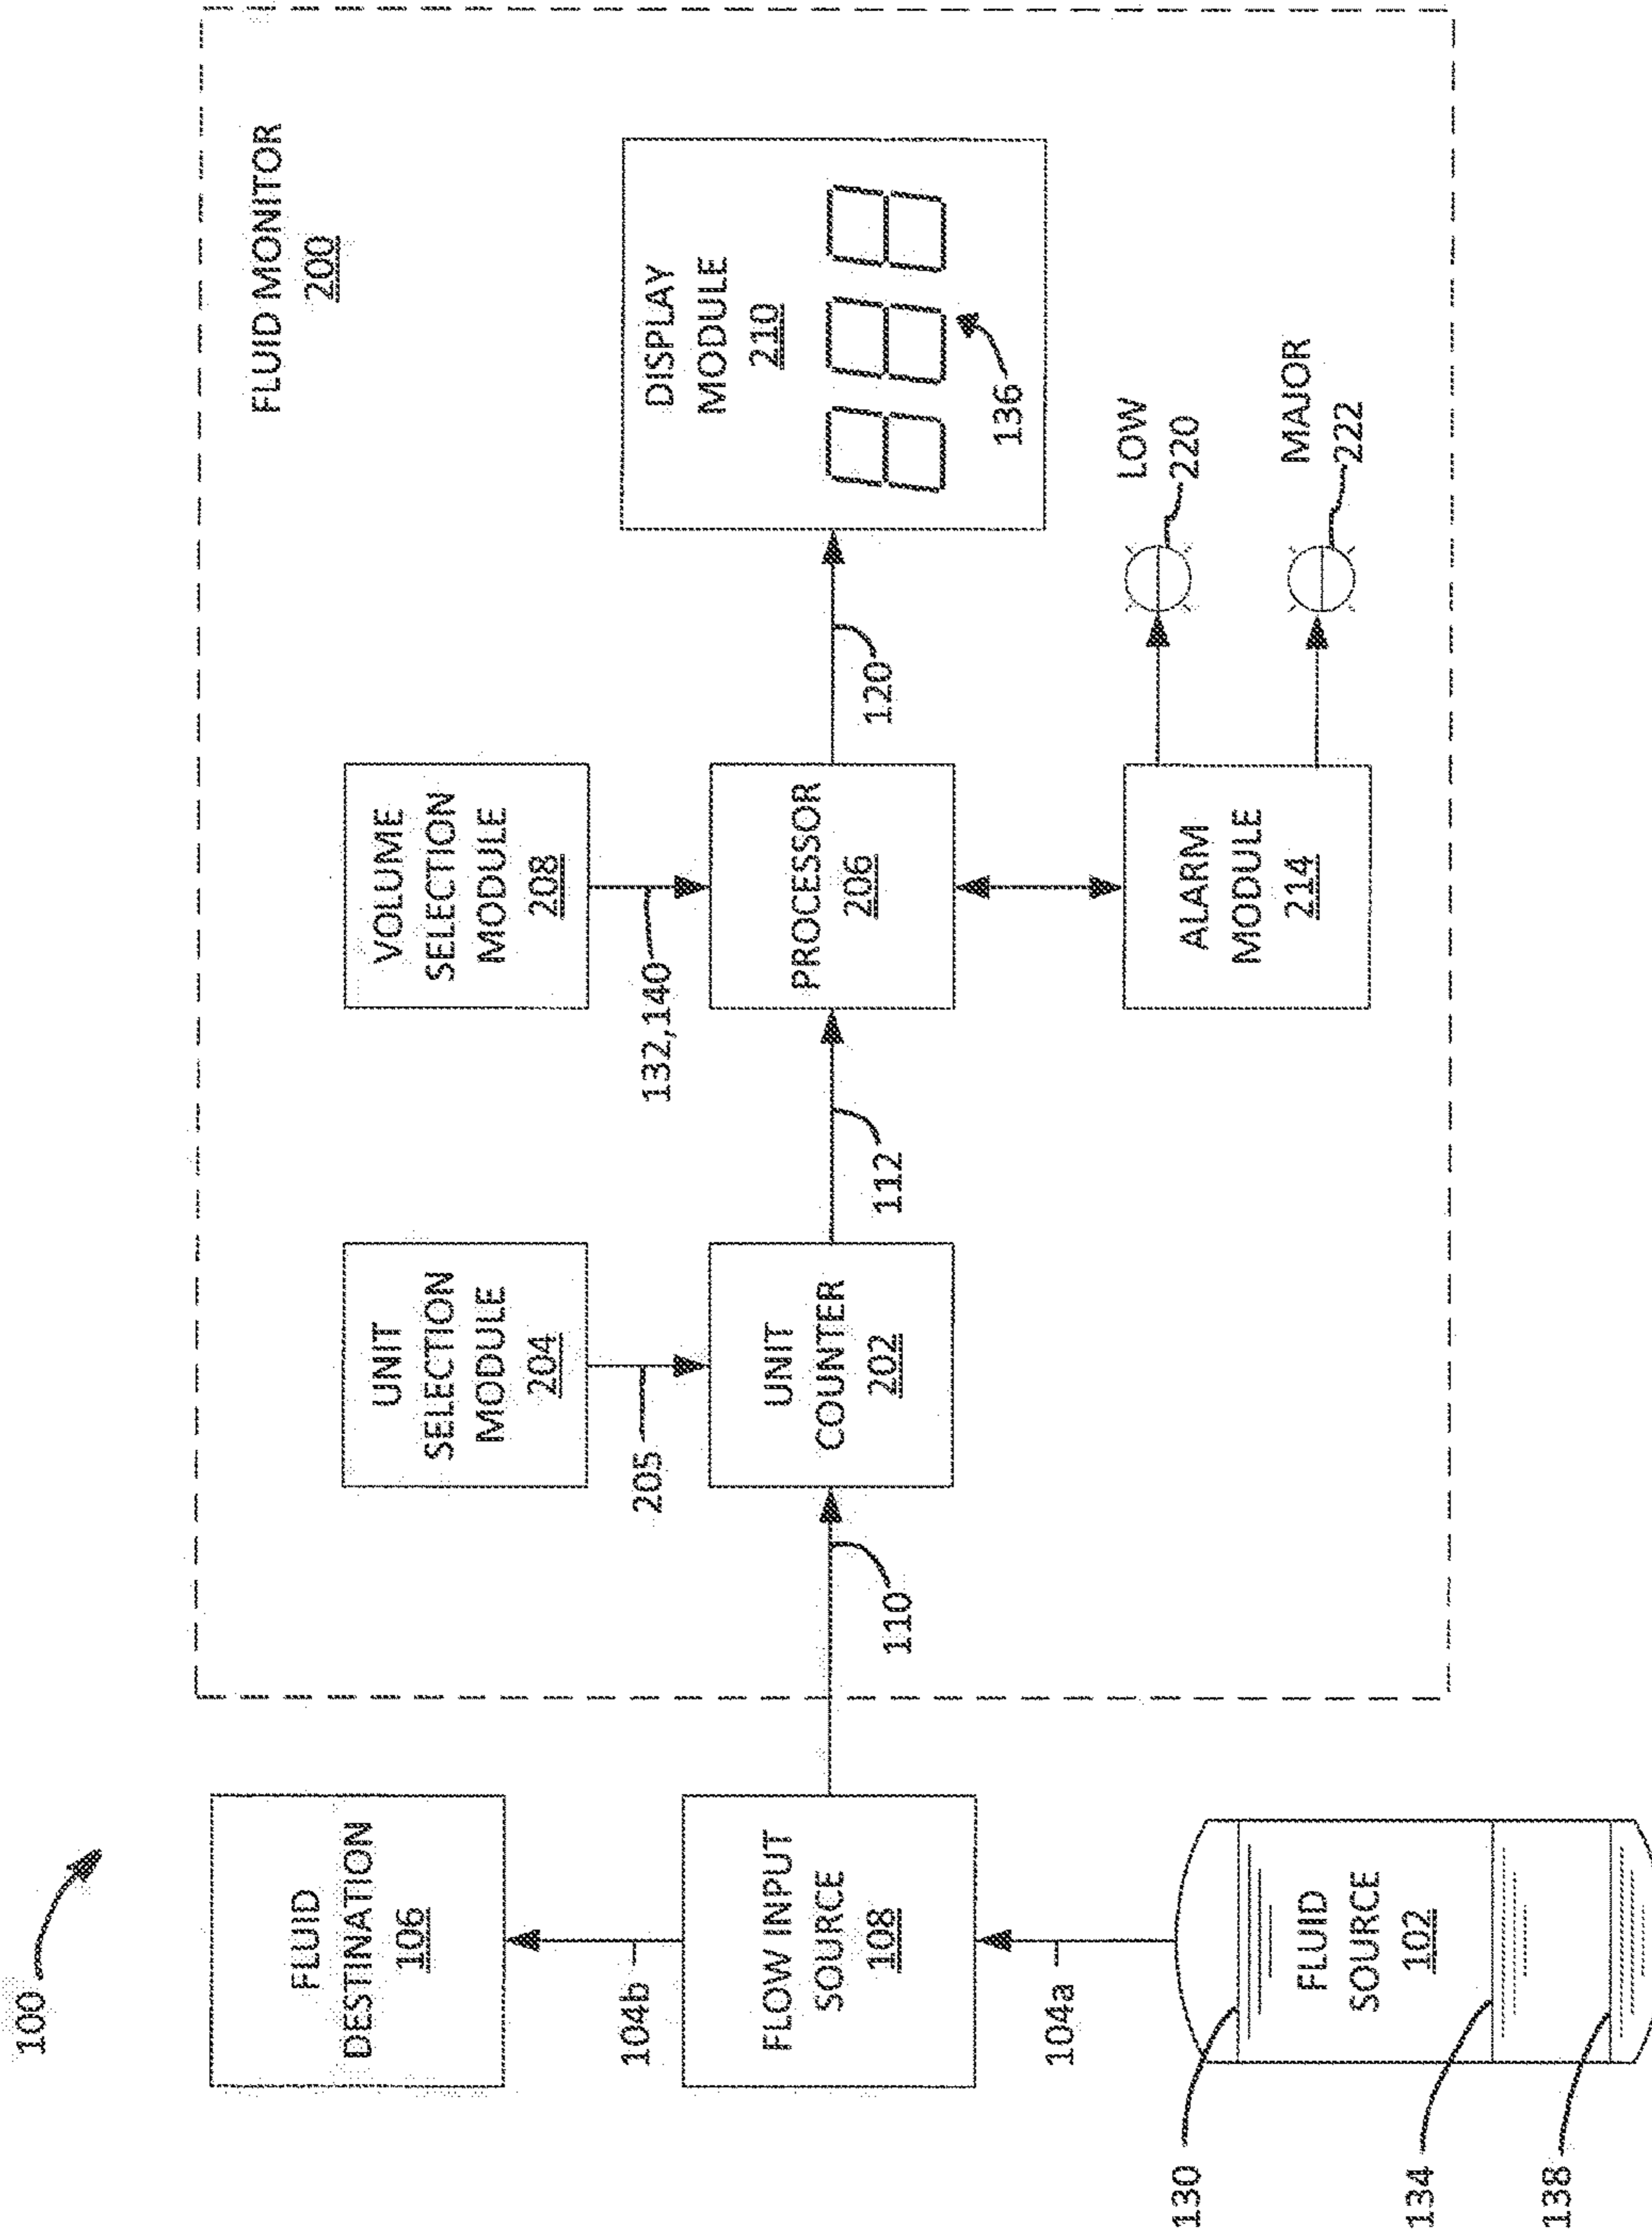 100
FLUID
DESTINATION
106
104b
FLOW INPUT
SOURCE
108
104a
FLUID
SOURCE
102
130
134
138
FLUID MONITOR
200
UNIT
SELECTION
MODULE
204
205
UNIT
COUNTER
202
110
112
VOLUME
SELECTION
MODULE
208
132,140
PROCESSOR
206
120
ALARM
MODULE
214
DISPLAY
MODULE
210
136
LOW
220
MAJOR
222